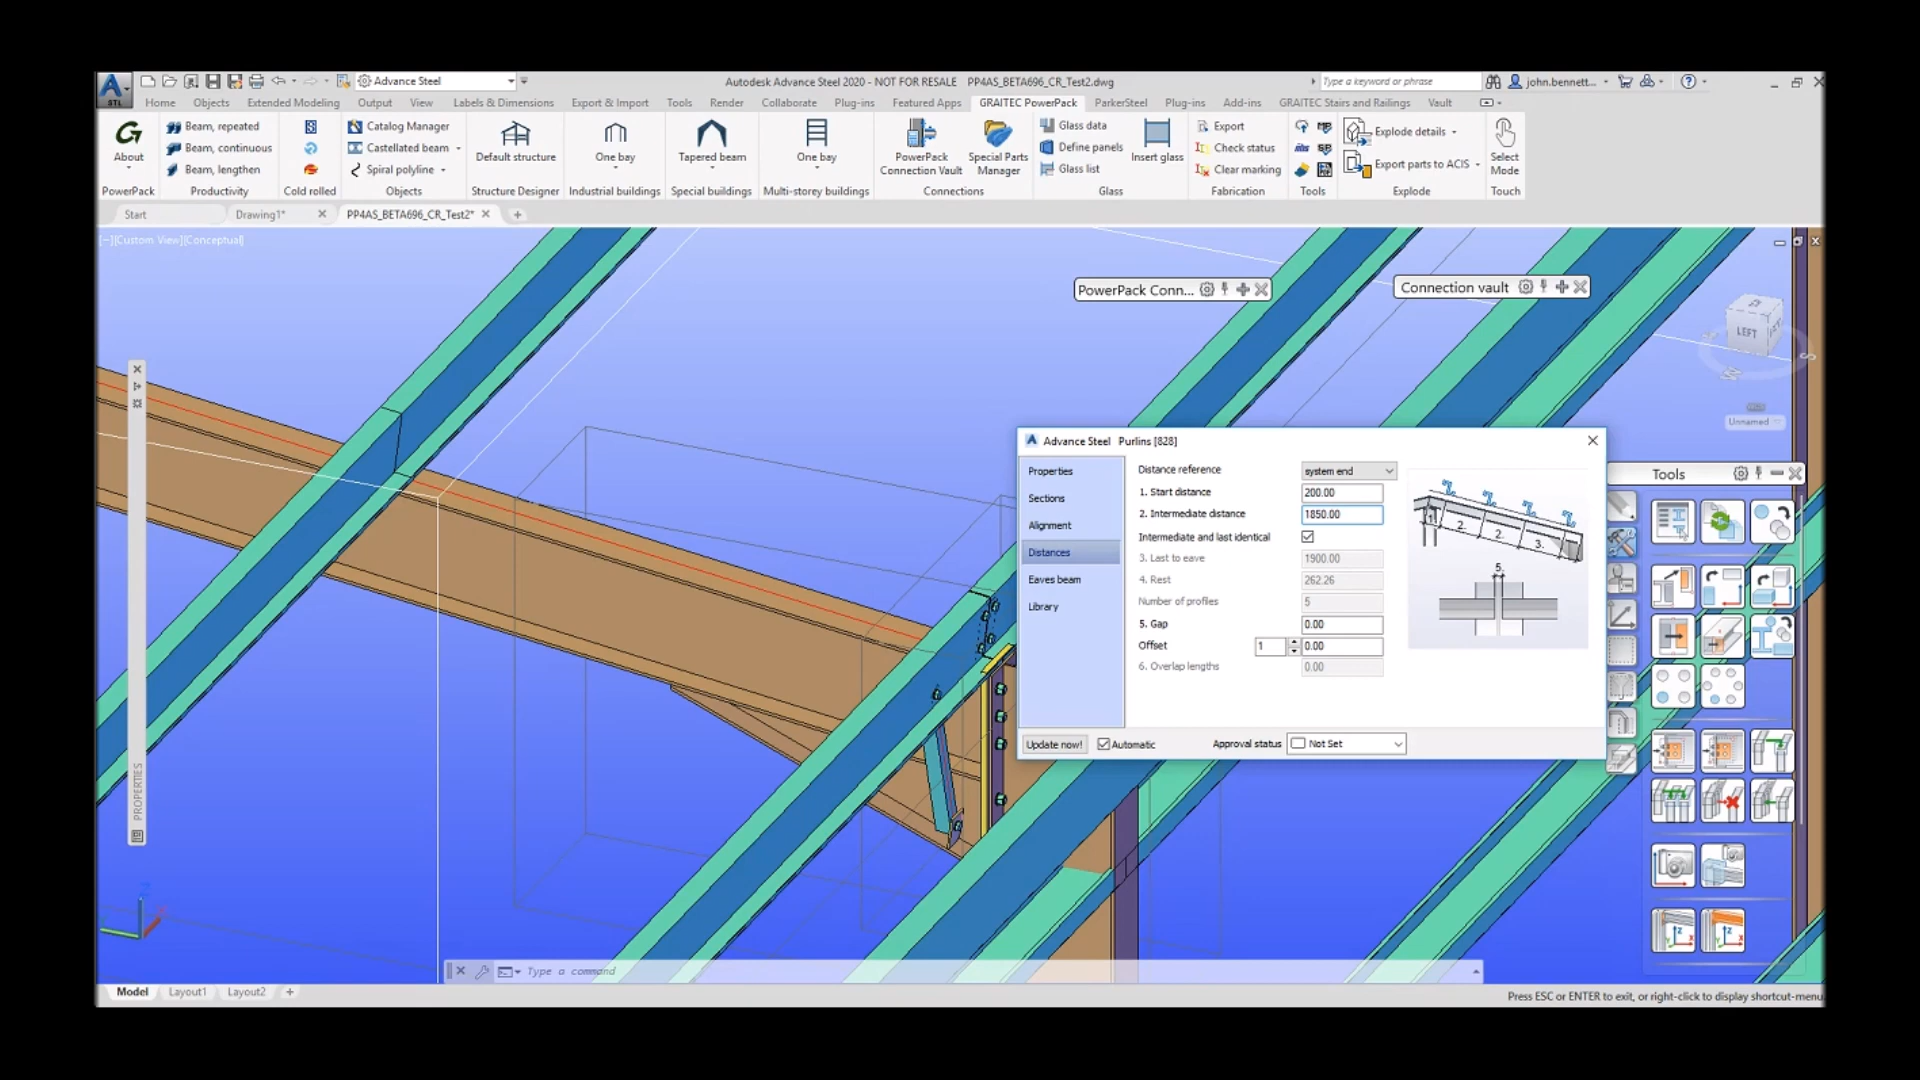 Advance Steel
Autodesk Advance Steel 2020 - NOT FOR RESALE PP4AS_BETA696_CR_Test2.dwg
Type a keyword or phrase
john.bennett...
STL
Home Objects Extended Modeling Output View Labels & Dimensions Export & Import Tools Render Collaborate Plug-ins Featured Apps GRAITEC PowerPack ParkerSteel Plug-ins Add-ins GRAITEC Stairs and Railings Vault
About
PowerPack
Beam, repeated
Beam, continuous
Beam, lengthen
Productivity
Cold rolled
Catalog Manager
Castellated beam
Spiral polyline
Objects
Default structure
Structure Designer
One bay
Industrial buildings
Tapered beam
Special buildings
One bay
Multi-storey buildings
PowerPack
Connection Vault
Special Parts
Manager
Connections
Glass data
Define panels
Glass list
Insert glass
Glass
Export
Check status
Clear marking
Fabrication
Tools
Explode details
Export parts to ACIS
Explode
Select
Mode
Touch
Start Drawing1* PP4AS_BETA696_CR_Test2*
[−][Custom View][Conceptual]
PowerPack Conn...
Connection vault
LEFT
Unnamed
PROPERTIES
Advance Steel Purlins [828]
Properties
Sections
Alignment
Distances
Eaves beam
Library
Distance reference system end
1. Start distance 200.00
2. Intermediate distance 1850.00
Intermediate and last identical
3. Last to eave 1900.00
4. Rest 262.26
Number of profiles 5
5. Gap 0.00
Offset 1 0.00
6. Overlap lengths 0.00
1. 2. 2. 3.
5.
Update now! Automatic Approval status Not Set
Tools
Type a command
Model Layout1 Layout2
Press ESC or ENTER to exit, or right-click to display shortcut-menu.